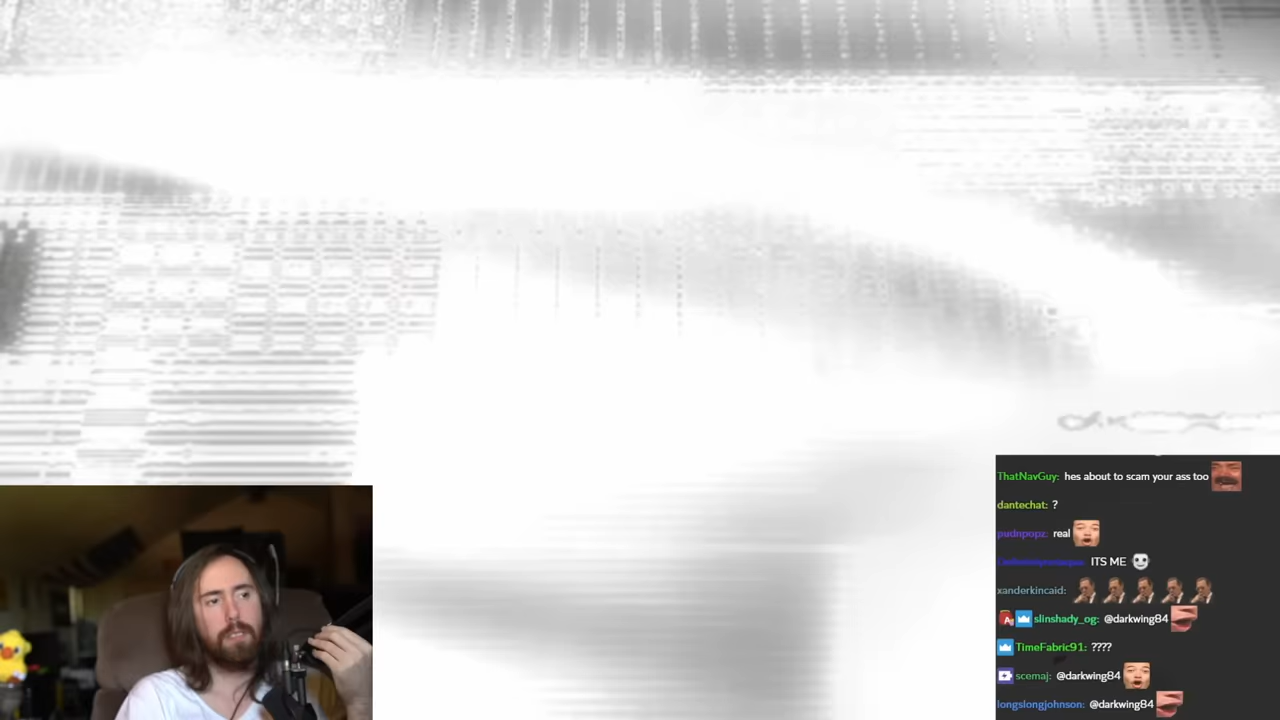 ThatNavGuy: hes about to scam your ass too
dantechat: ?
pudnpopz: real
ITS ME
xanderkincaid:
slinshady_og: @darkwing84
TimeFabric91: ????
scemaj: @darkwing84
longslongjohnson: @darkwing84